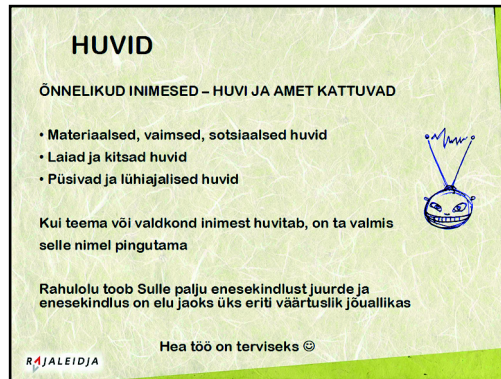 HUVID
ÕNNELIKUD INIMESED – HUVI JA AMET KATTUVAD
• Materiaalsed, vaimsed, sotsiaalsed huvid
• Laiad ja kitsad huvid
• Püsivad ja lühiajalised huvid
Kui teema või valdkond inimest huvitab, on ta valmis
selle nimel pingutama
Rahulolu toob Sulle palju enesekindlust juurde ja
enesekindlus on elu jaoks üks eriti väärtuslik jõuallikas
Hea töö on terviseks ☺
RAJALEIDJA